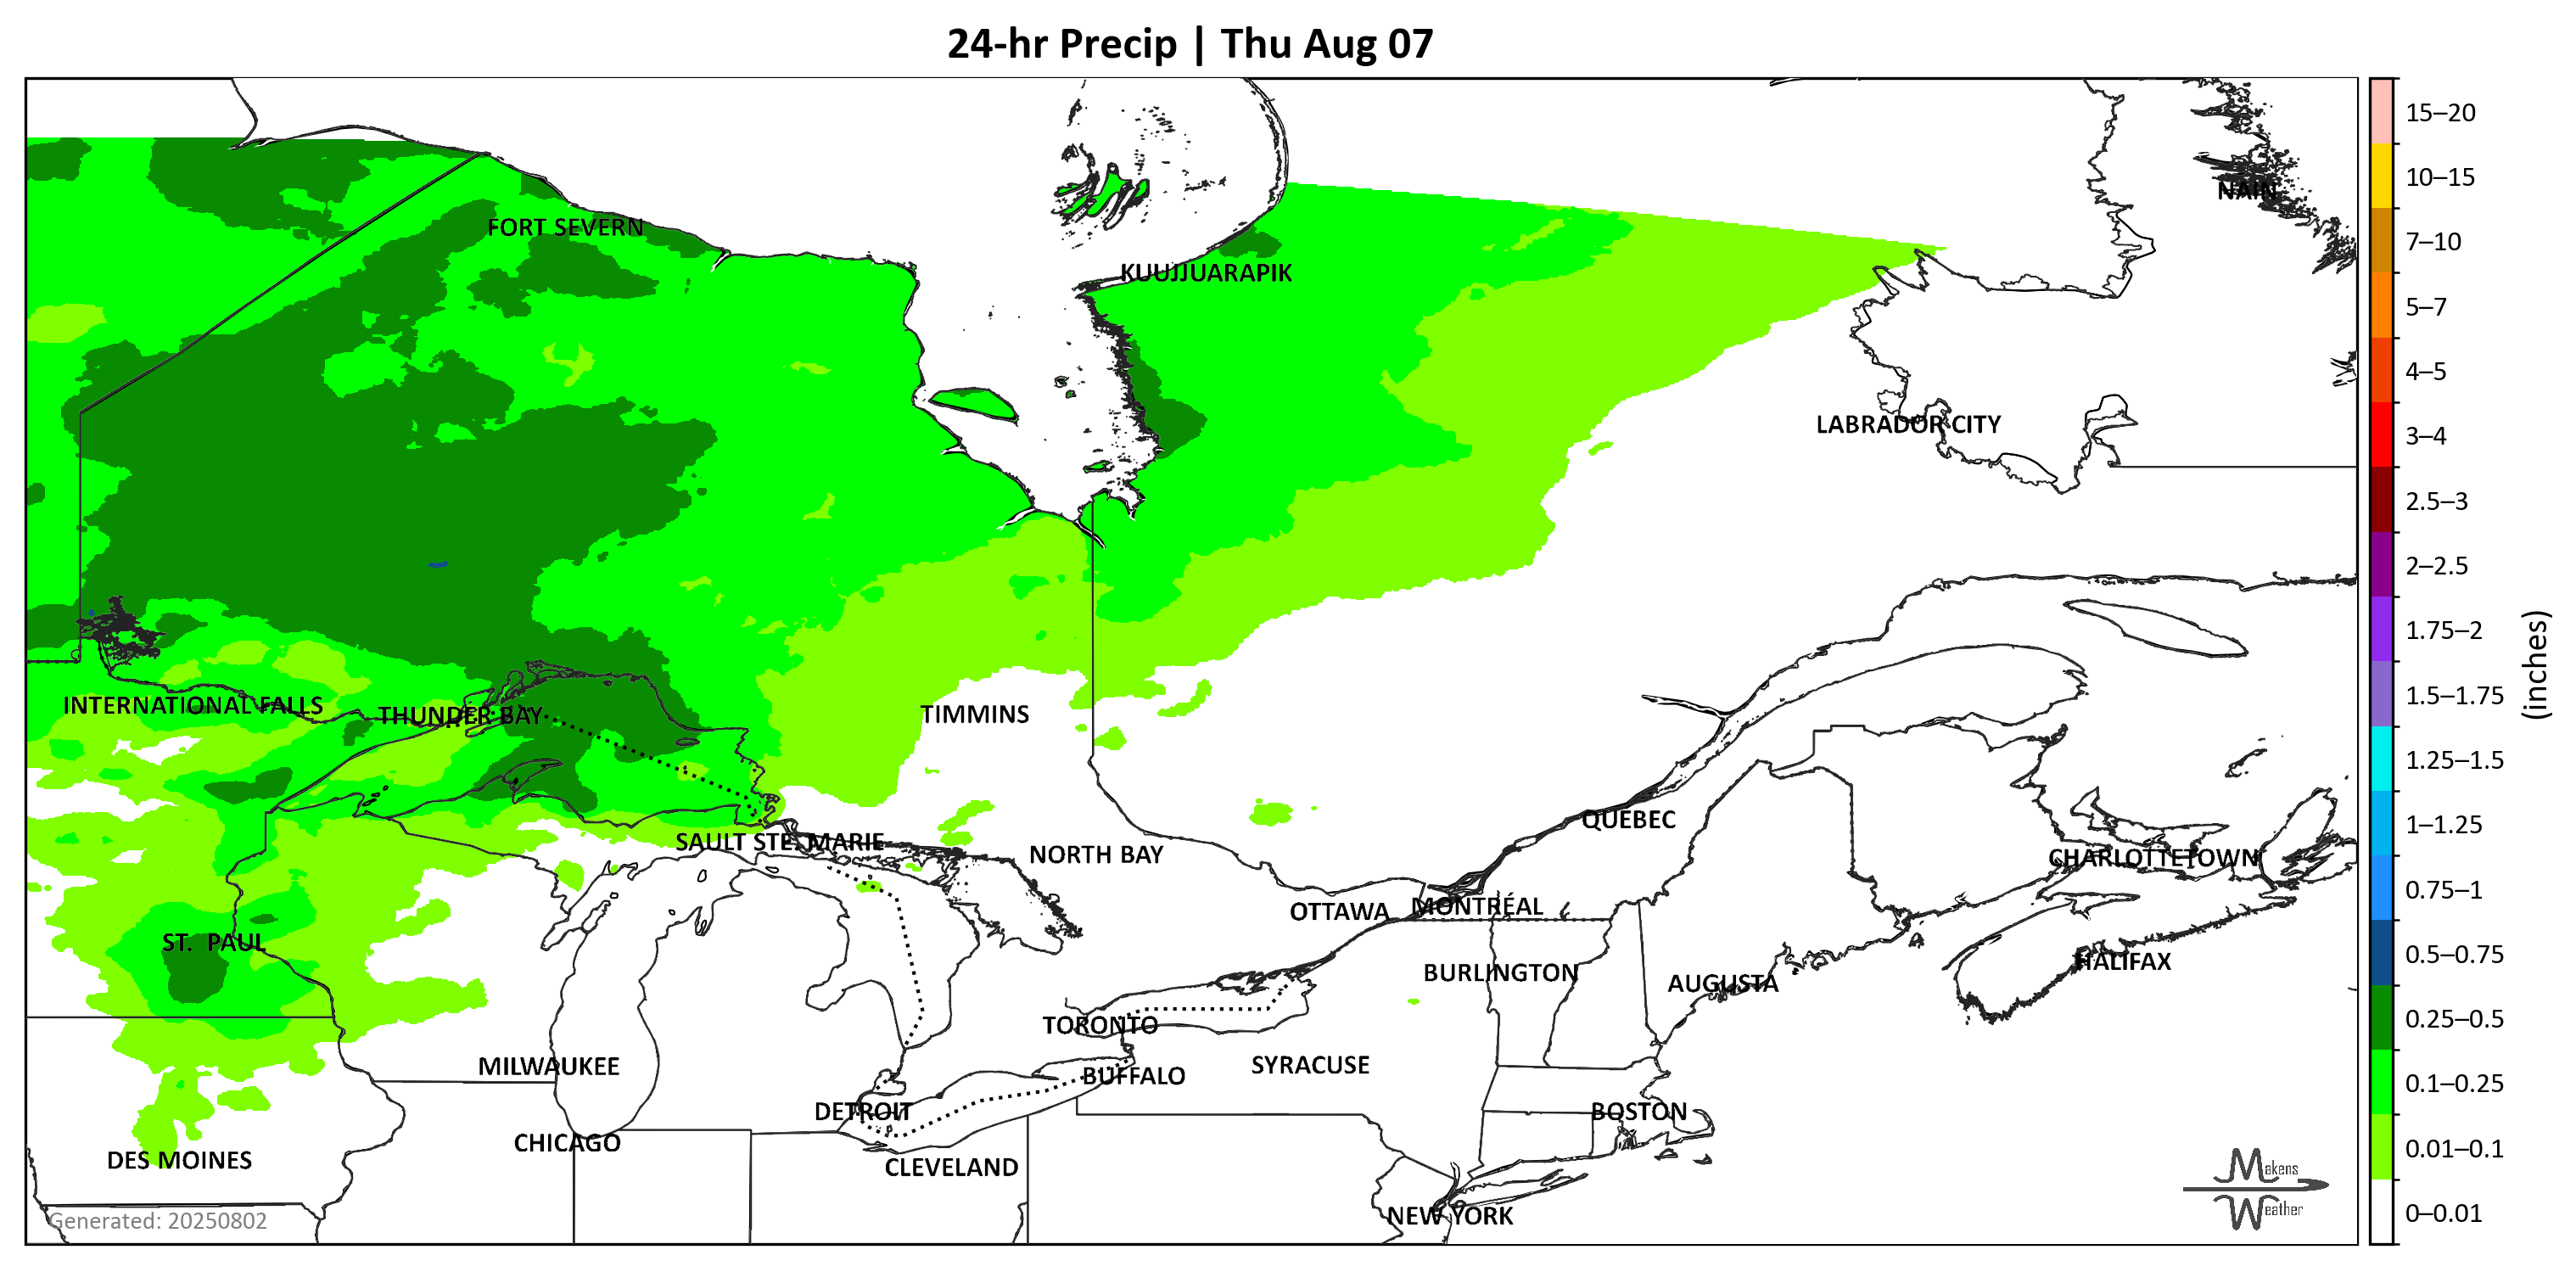 24-hr Precip | Thu Aug 07
NAIN
FORT SEVERN
KUUJJUARAPIK
LABRADOR CITY
INTERNATIONAL FALLS
THUNDER BAY
TIMMINS
QUÉBEC
SAULT STE. MARIE
NORTH BAY
CHARLOTTETOWN
OTTAWA
MONTRÉAL
ST.  PAUL
HALIFAX
BURLINGTON
AUGUSTA
TORONTO
MILWAUKEE
SYRACUSE
BUFFALO
DETROIT
BOSTON
CHICAGO
DES MOINES
CLEVELAND
NEW YORK
Generated: 20250802
Makens
Weather
15–20
10–15
7–10
5–7
4–5
3–4
2.5–3
2–2.5
1.75–2
1.5–1.75
1.25–1.5
1–1.25
0.75–1
0.5–0.75
0.25–0.5
0.1–0.25
0.01–0.1
0–0.01
(inches)